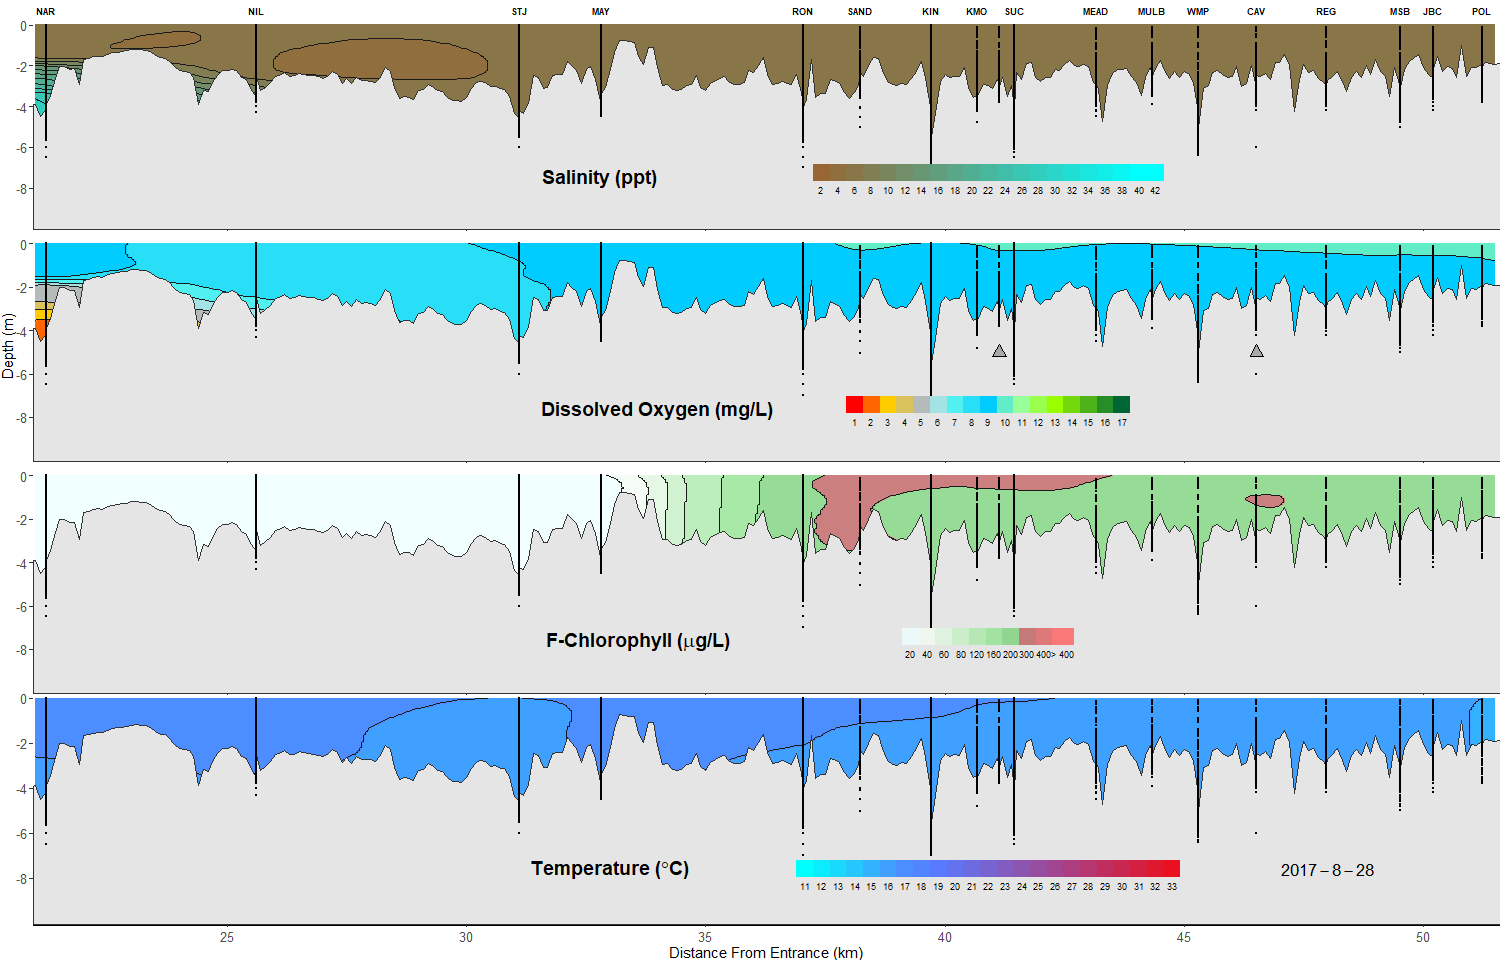 NAR NIL STJ MAY RON SAND KIN KMO SUC MEAD MULB WMP CAV REG MSB JBC POL
0
-2
-4
-6
-8
Salinity (ppt)
2 4 6 8 10 12 14 16 18 20 22 24 26 28 30 32 34 36 38 40 42
0
-2
-4
-6
-8
Depth (m)
Dissolved Oxygen (mg/L)
1 2 3 4 5 6 7 8 9 10 11 12 13 14 15 16 17
0
-2
-4
-6
-8
F-Chlorophyll (μg/L)
20 40 60 80 120 160 200 300 400> 400
0
-2
-4
-6
-8
Temperature (°C)
11 12 13 14 15 16 17 18 19 20 21 22 23 24 25 26 27 28 29 30 31 32 33
2017 – 8 – 28
25 30 35 40 45 50
Distance From Entrance (km)